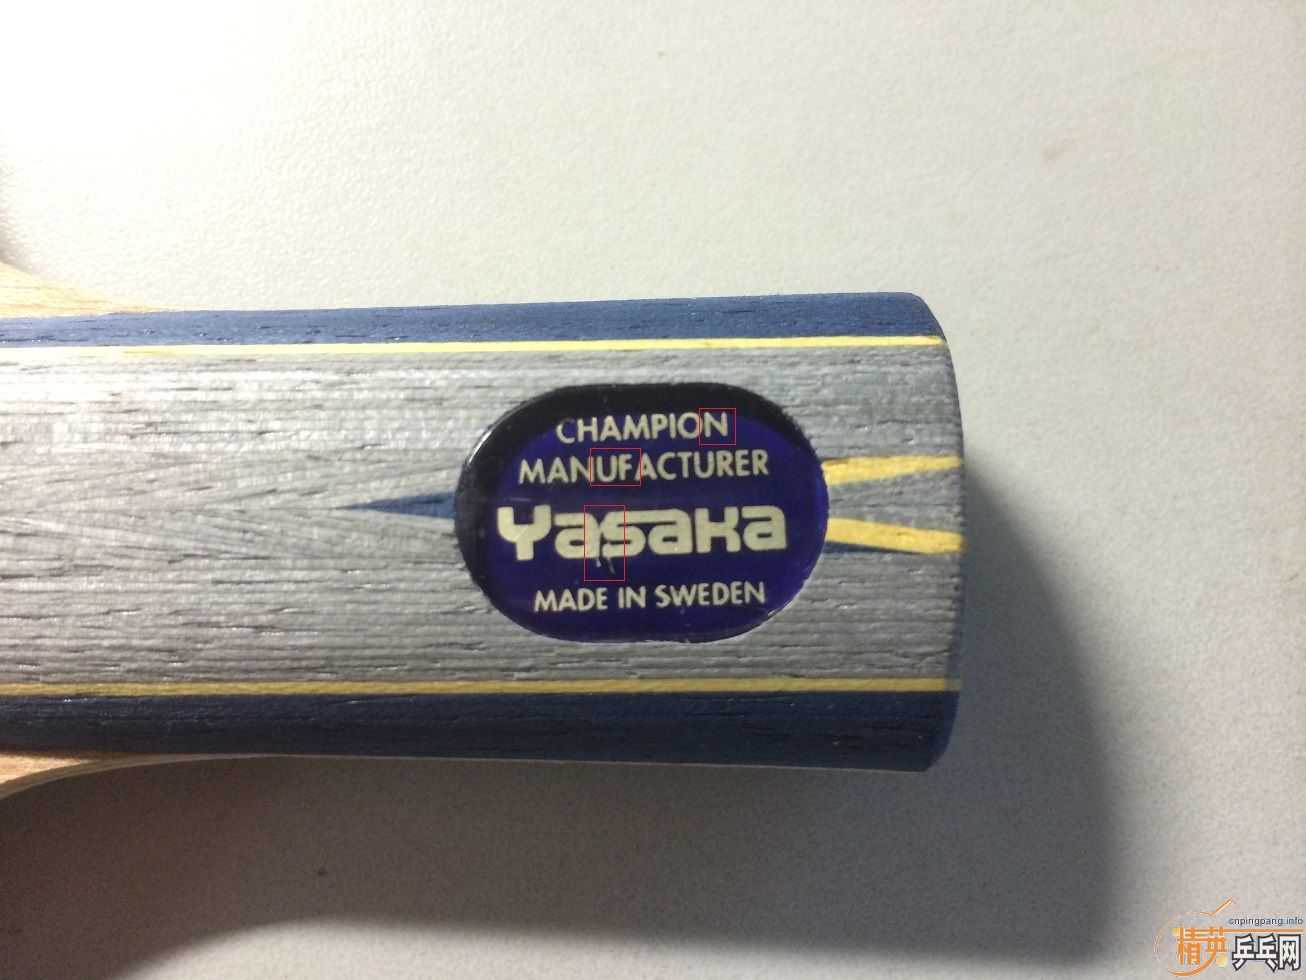 CHAMPION
MANUFACTURER
Yasaka
MADE IN SWEDEN
cnpingpang.info
精英乒乓网